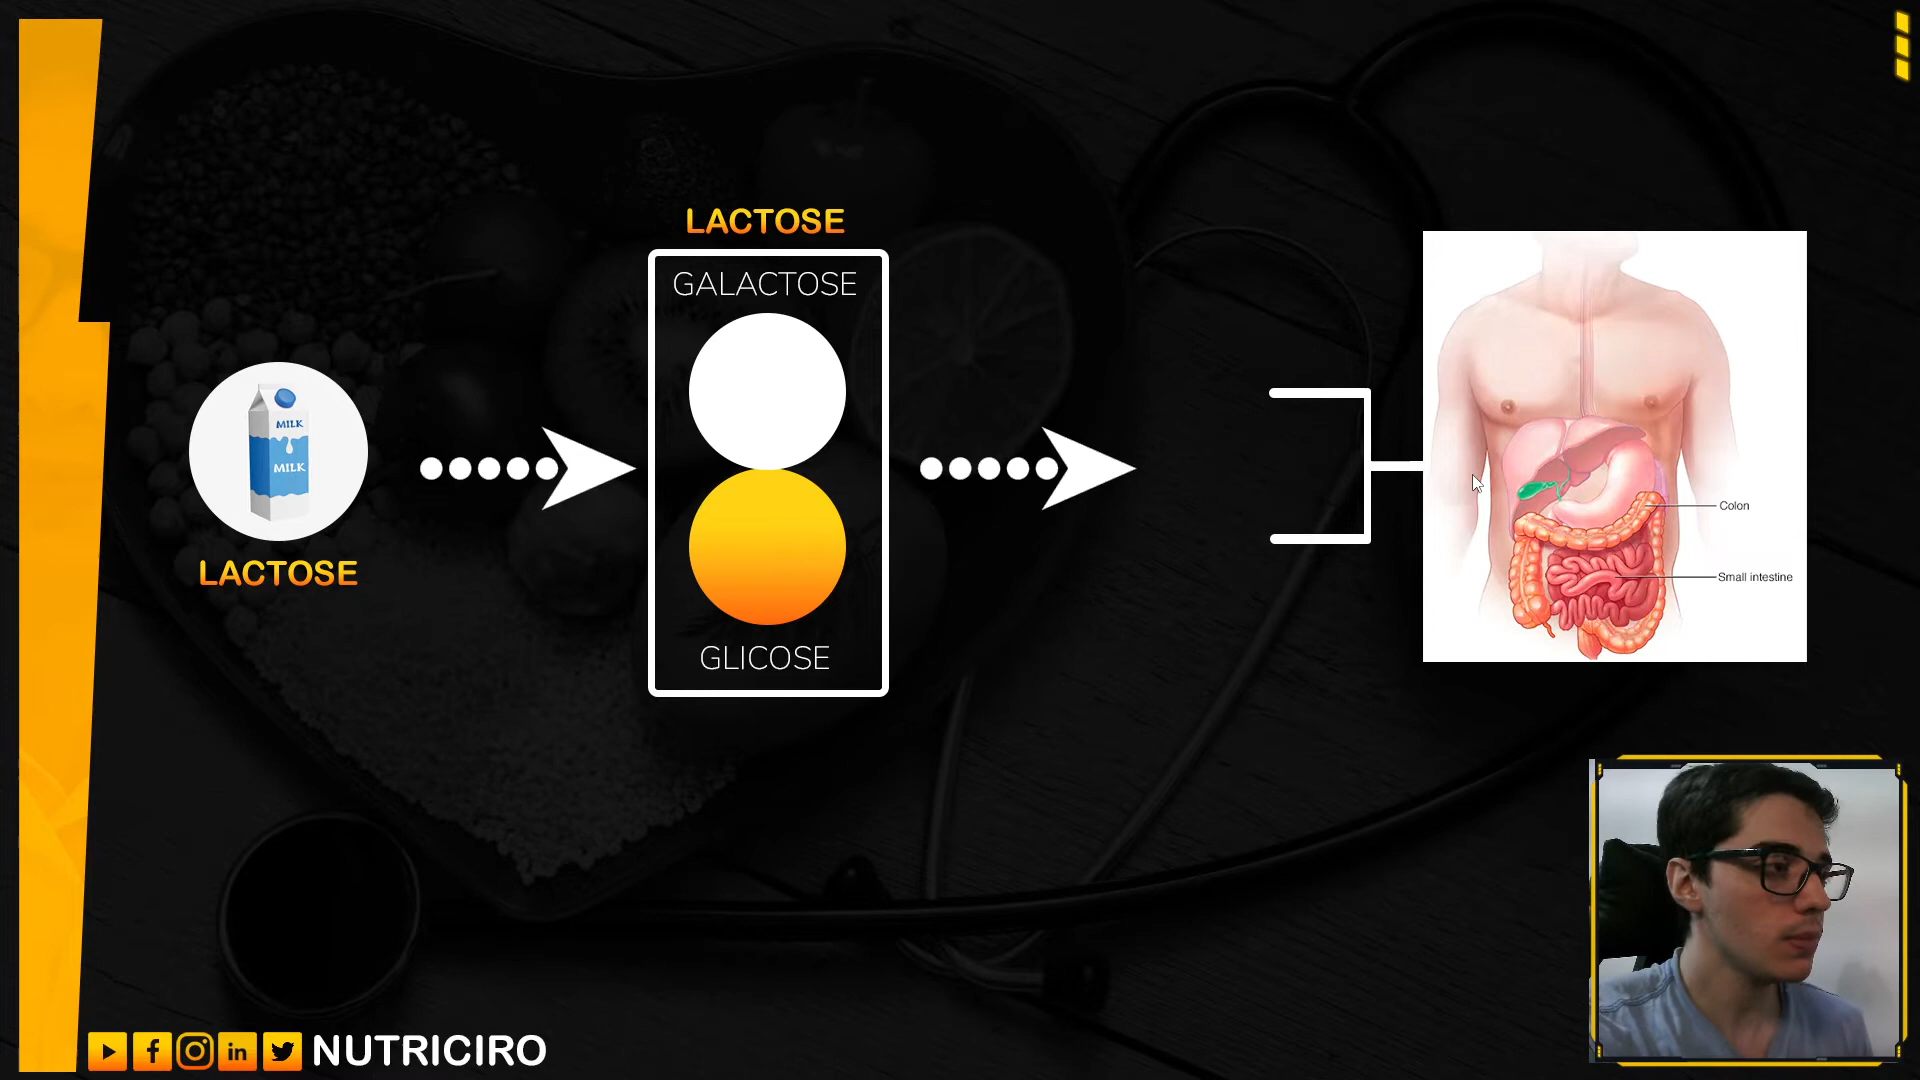 LACTOSE
GALACTOSE
GLICOSE
MILK
MILK
LACTOSE
Colon
Small intestine
NUTRICIRO